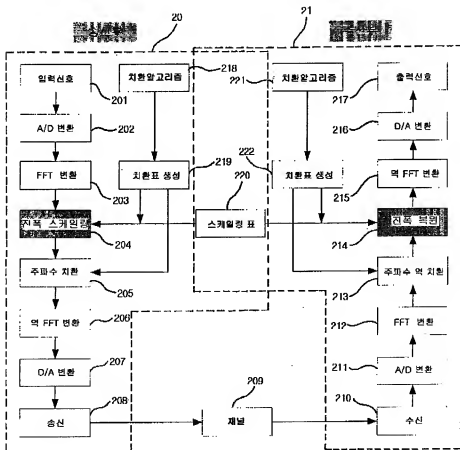 20
21
입력신호
201
치환알고리즘
218
221
치환알고리즘
217
출력신호
A/D 변환
202
216
D/A 변환
FFT 변환
203
치환표 생성
219
222
치환표 생성
215
역 FFT 변환
220
진폭 스케일링
204
스케일링 표
214
진폭 복원
주파수 치환
205
213
주파수 역 치환
역 FFT 변환
206
212
FFT 변환
D/A 변환
207
211
A/D 변환
송신
208
209
채널
210
수신